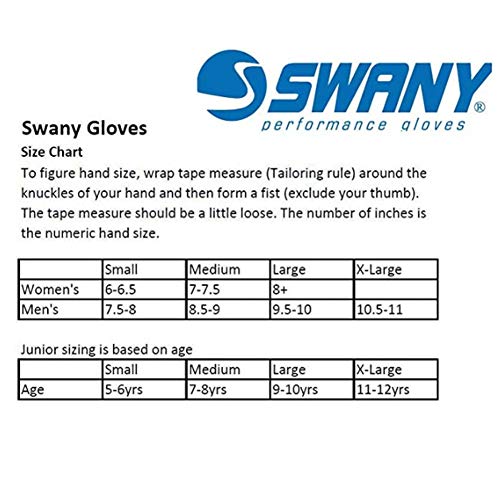 SWANY®
performance gloves
Swany Gloves
Size Chart
To figure hand size, wrap tape measure (Tailoring rule) around the
knuckles of your hand and then form a fist (exclude your thumb).
The tape measure should be a little loose. The number of inches is
the numeric hand size.
Small Medium Large X-Large
Women's 6-6.5 7-7.5 8+
Men's 7.5-8 8.5-9 9.5-10 10.5-11
Junior sizing is based on age
Small Medium Large X-Large
Age 5-6yrs 7-8yrs 9-10yrs 11-12yrs